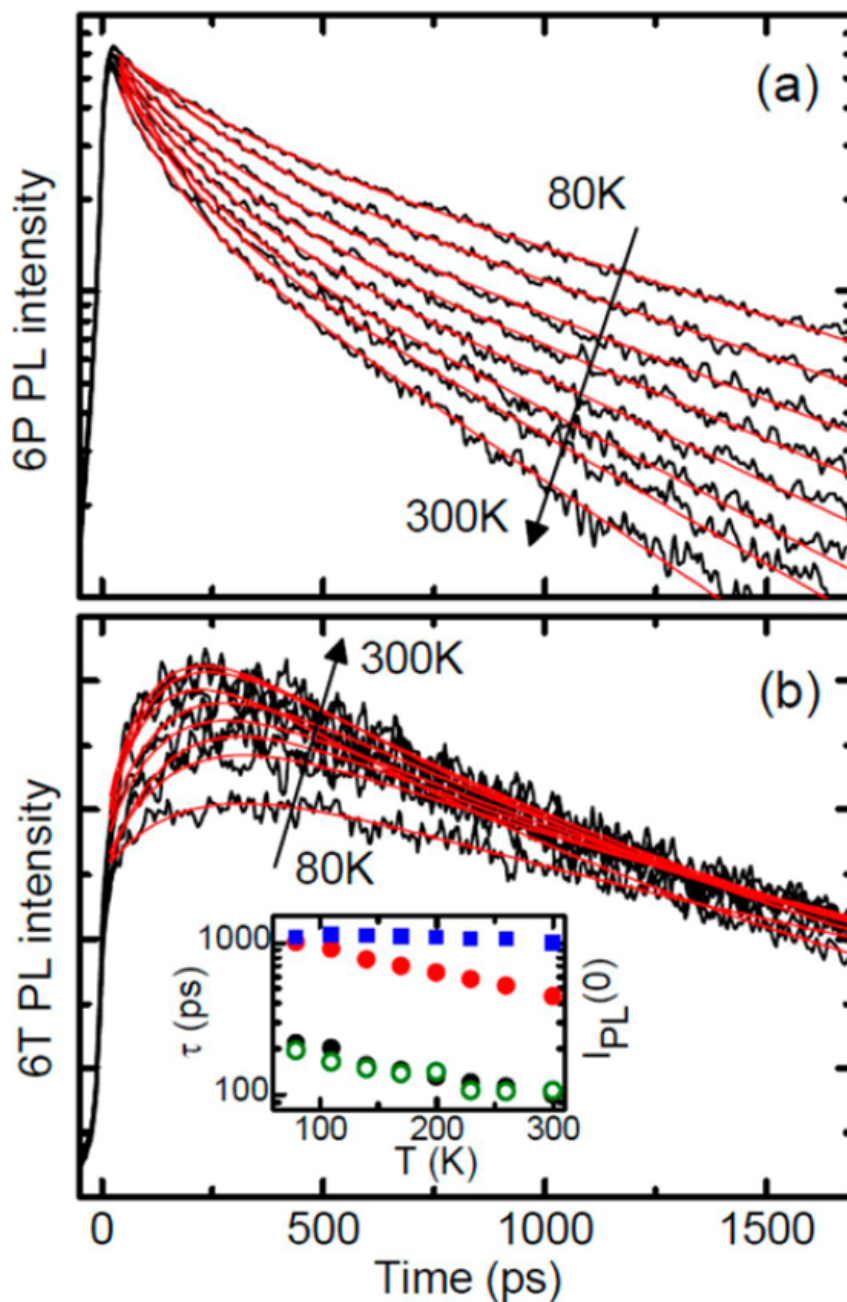 (a)
6P PL intensity
80K
300K
(b)
6T PL intensity
300K
80K
1000
100
τ (ps)
I_PL(0)
100
200
300
T (K)
0
500
1000
1500
Time (ps)